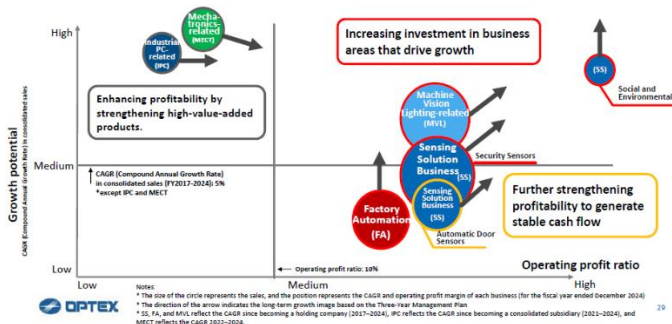 High
Mecha-
tronics-
related
(MECT)
Industrial
PC-
related
(IPC)
Increasing investment in business
areas that drive growth
(SS)
Social and
Environmental
Enhancing profitability by
strengthening high-value-added
products.
Machine
Vision
Lighting-related
(MVL)
Growth potential
CAGR (Compound Annual Growth Rate) in consolidated sales
Medium
Sensing
Solution
Business
(SS)
Security Sensors
CAGR (Compound Annual Growth Rate)
in consolidated sales (FY2017-2024): 5%
*except IPC and MECT
Sensing
Solution
Business
(SS)
Factory
Automation
(FA)
Automatic Door
Sensors
Further strengthening
profitability to generate
stable cash flow
Low
Operating profit ratio: 10%
Operating profit ratio
Low
Medium
High
Notes:
* The size of the circle represents the sales, and the position represents the CAGR and operating profit margin of each business (for the fiscal year ended December 2024)
* The direction of the arrow indicates the long-term growth image based on the Three-Year Management Plan
* SS, FA, and MVL reflect the CAGR since becoming a holding company (2017–2024), IPC reflects the CAGR since becoming a consolidated subsidiary (2021–2024), and
MECT reflects the CAGR 2022–2024.
OPTEX
29